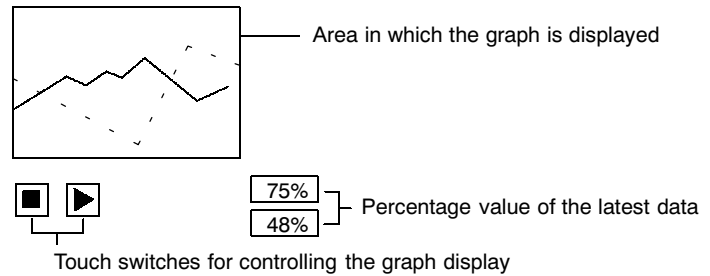 Area in which the graph is displayed
75%
48%
Percentage value of the latest data
Touch switches for controlling the graph display